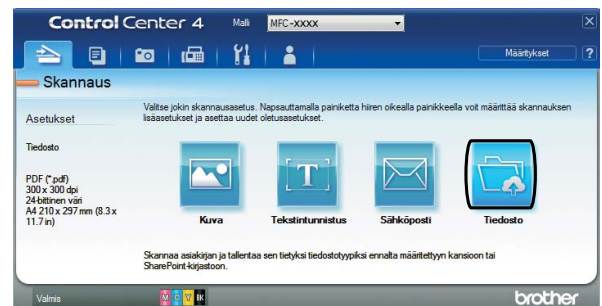 Control Center 4 Malli MFC-XXXX
Määritykset ?
Skannaus
Asetukset
Tiedosto
PDF (*.pdf)
300 x 300 dpi
24-bittinen väri
A4 210 x 297 mm (8.3 x
11.7 in)
Valitse jokin skannausasetus. Napsauttamalla painiketta hiiren oikealla painikkeella voit määrittää skannauksen
lisäasetukset ja asettaa uudet oletusasetukset.
T
Kuva Tekstintunnistus Sähköposti Tiedosto
Skannaa asiakirjan ja tallentaa sen tietyksi tiedostotyypiksi ennalta määritettyyn kansioon tai
SharePoint-kirjastoon.
Valmis M C Y BK brother